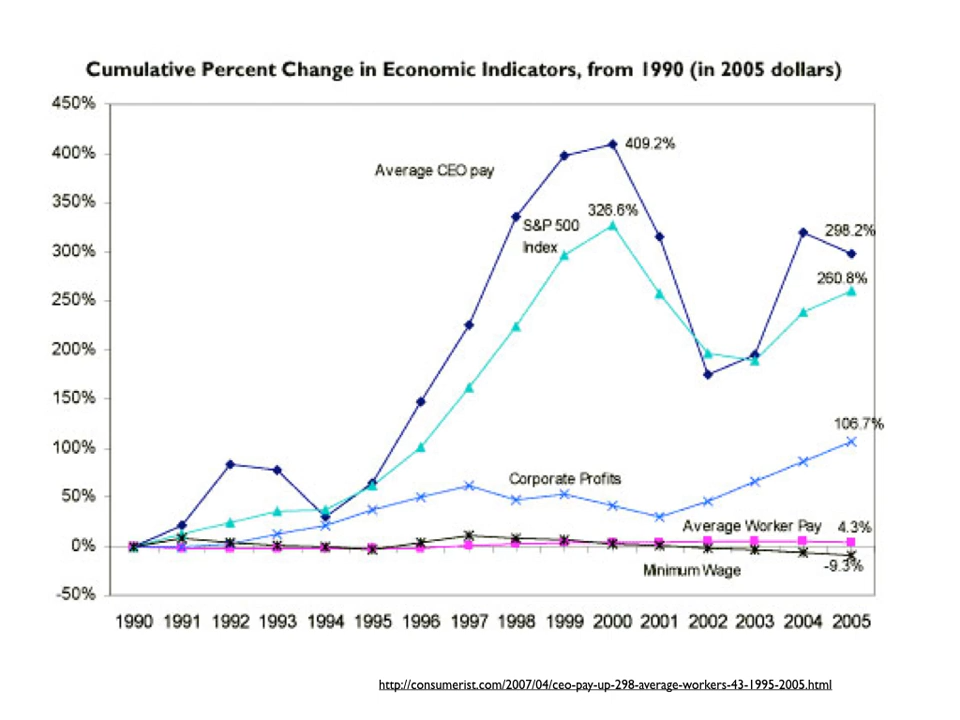 Cumulative Percent Change in Economic Indicators, from 1990 (in 2005 dollars)
450%
400%
350%
300%
250%
200%
150%
100%
50%
0%
-50%
409.2%
Average CEO pay
326.6%
S&P 500
Index
298.2%
260.8%
106.7%
Corporate Profits
Average Worker Pay 4.3%
Minimum Wage
-9.3%
1990 1991 1992 1993 1994 1995 1996 1997 1998 1999 2000 2001 2002 2003 2004 2005
http://consumerist.com/2007/04/ceo-pay-up-298-average-workers-43-1995-2005.html